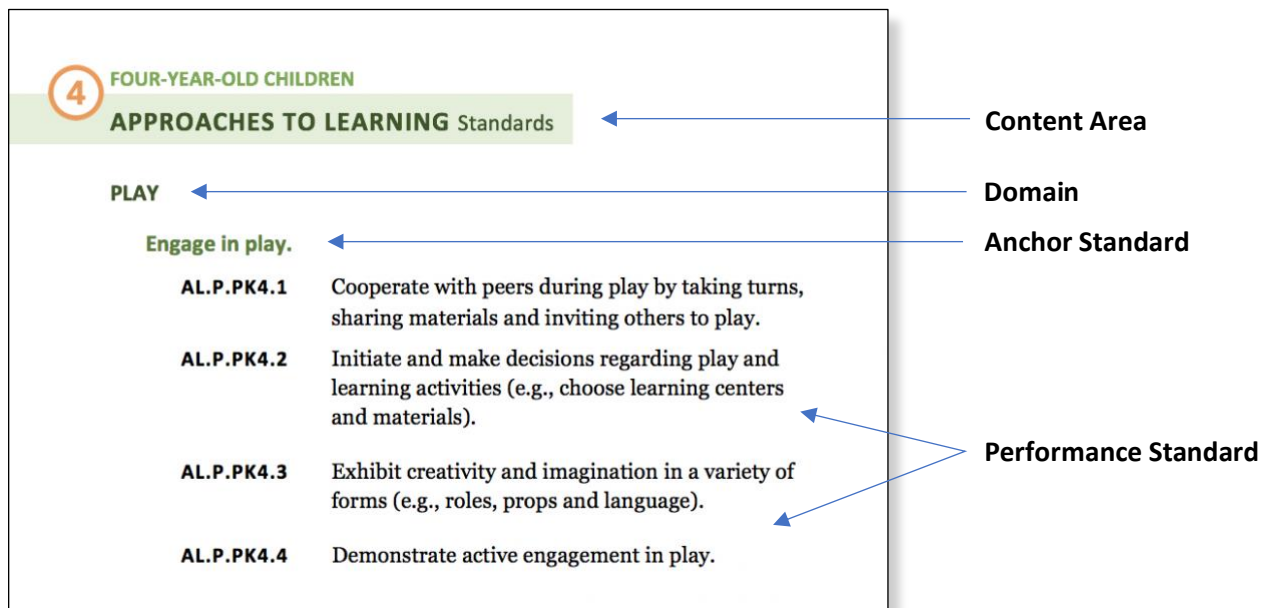 4
FOUR-YEAR-OLD CHILDREN
APPROACHES TO LEARNING Standards
Content Area
PLAY
Domain
Engage in play.
Anchor Standard
AL.P.PK4.1 Cooperate with peers during play by taking turns,
sharing materials and inviting others to play.
AL.P.PK4.2 Initiate and make decisions regarding play and
learning activities (e.g., choose learning centers
and materials).
Performance Standard
AL.P.PK4.3 Exhibit creativity and imagination in a variety of
forms (e.g., roles, props and language).
AL.P.PK4.4 Demonstrate active engagement in play.